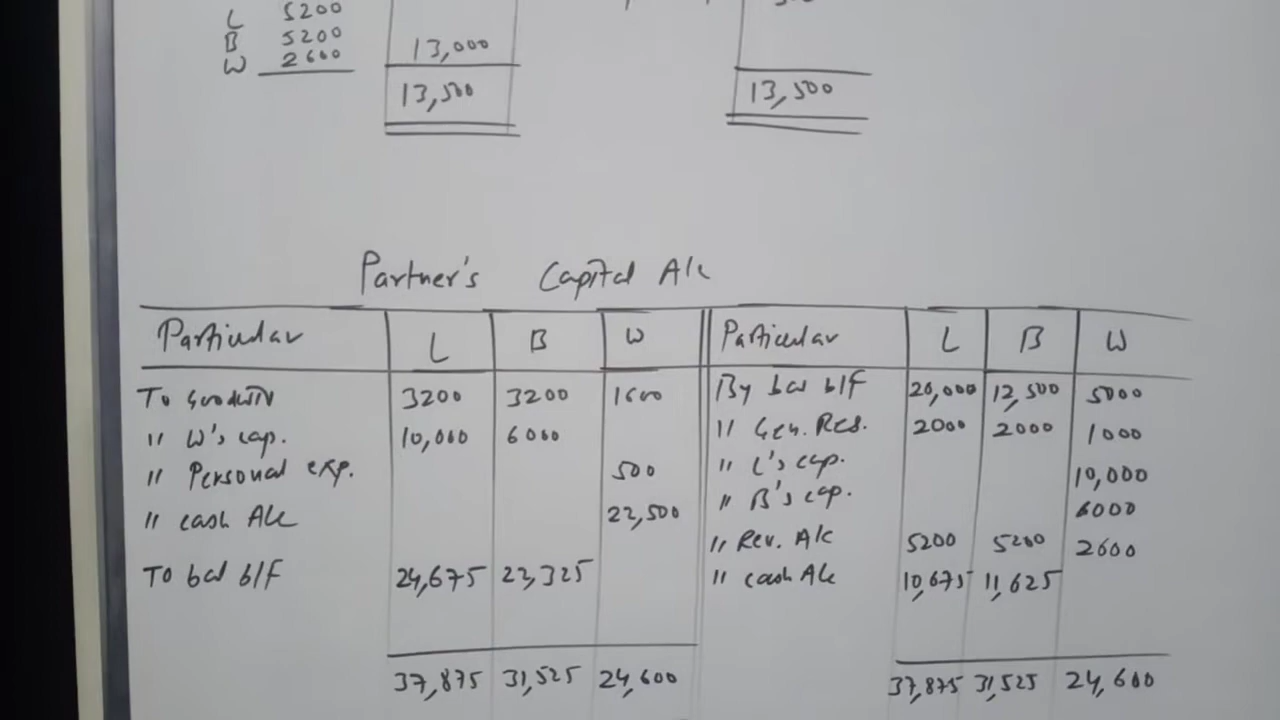 L 5200
B 5200
W 2600 13,000
13,500 13,500
Partner's Capital A/c
Particular L B W Particular L B W
To Goodwill 3200 3200 1600 By bal b/f 20,000 12,500 5000
" W's cap. 10,000 6000 " Gen. Res. 2000 2000 1000
" Personal exp. 500 " L's cap. 10,000
" cash A/c 22,500 " B's cap. 6000
" Rev. A/c 5200 5200 2600
To bal b/f 24,675 22,325 " cash A/c 10,675 11,825
37,875 31,525 24,600 37,875 31,525 24,600